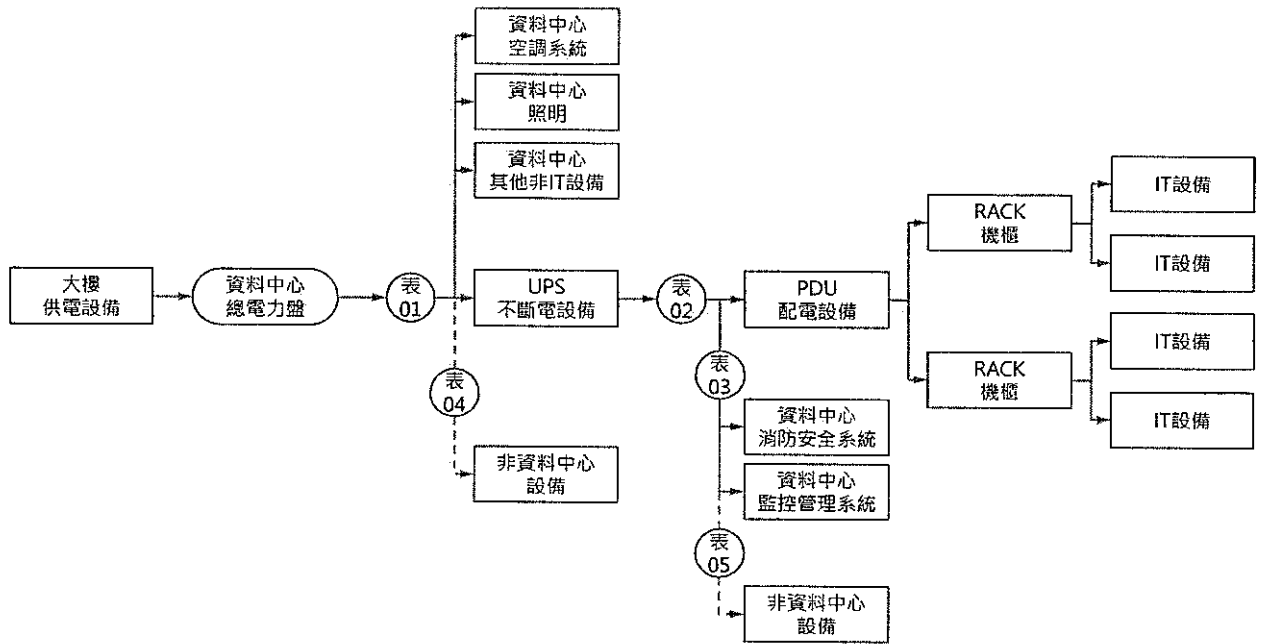 資料中心
空調系統
資料中心
照明
資料中心
其他非IT設備
大樓
供電設備
資料中心
總電力盤
表
01
UPS
不斷電設備
表
02
PDU
配電設備
RACK
機櫃
IT設備
IT設備
RACK
機櫃
IT設備
IT設備
表
04
非資料中心
設備
表
03
資料中心
消防安全系統
資料中心
監控管理系統
表
05
非資料中心
設備